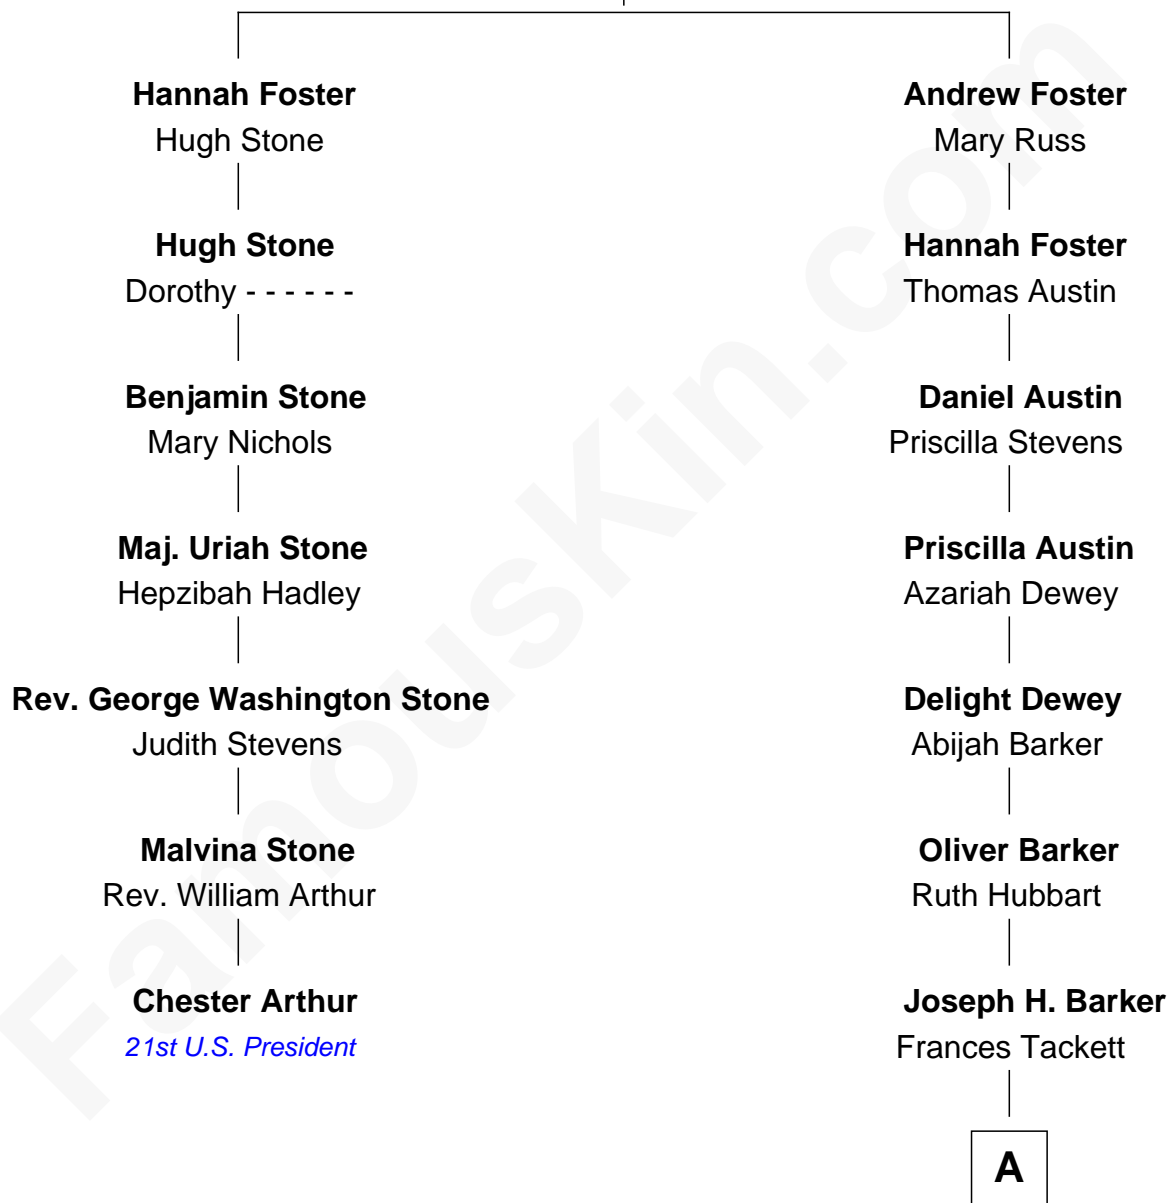 Hannah Foster
Hugh Stone
Hugh Stone
Dorothy - - - - - -
Benjamin Stone
Mary Nichols
Maj. Uriah Stone
Hepzibah Hadley
Rev. George Washington Stone
Judith Stevens
Malvina Stone
Rev. William Arthur
Chester Arthur
21st U.S. President
Andrew Foster
Mary Russ
Hannah Foster
Thomas Austin
Daniel Austin
Priscilla Stevens
Priscilla Austin
Azariah Dewey
Delight Dewey
Abijah Barker
Oliver Barker
Ruth Hubbart
Joseph H. Barker
Frances Tackett
A
FamousKin.com